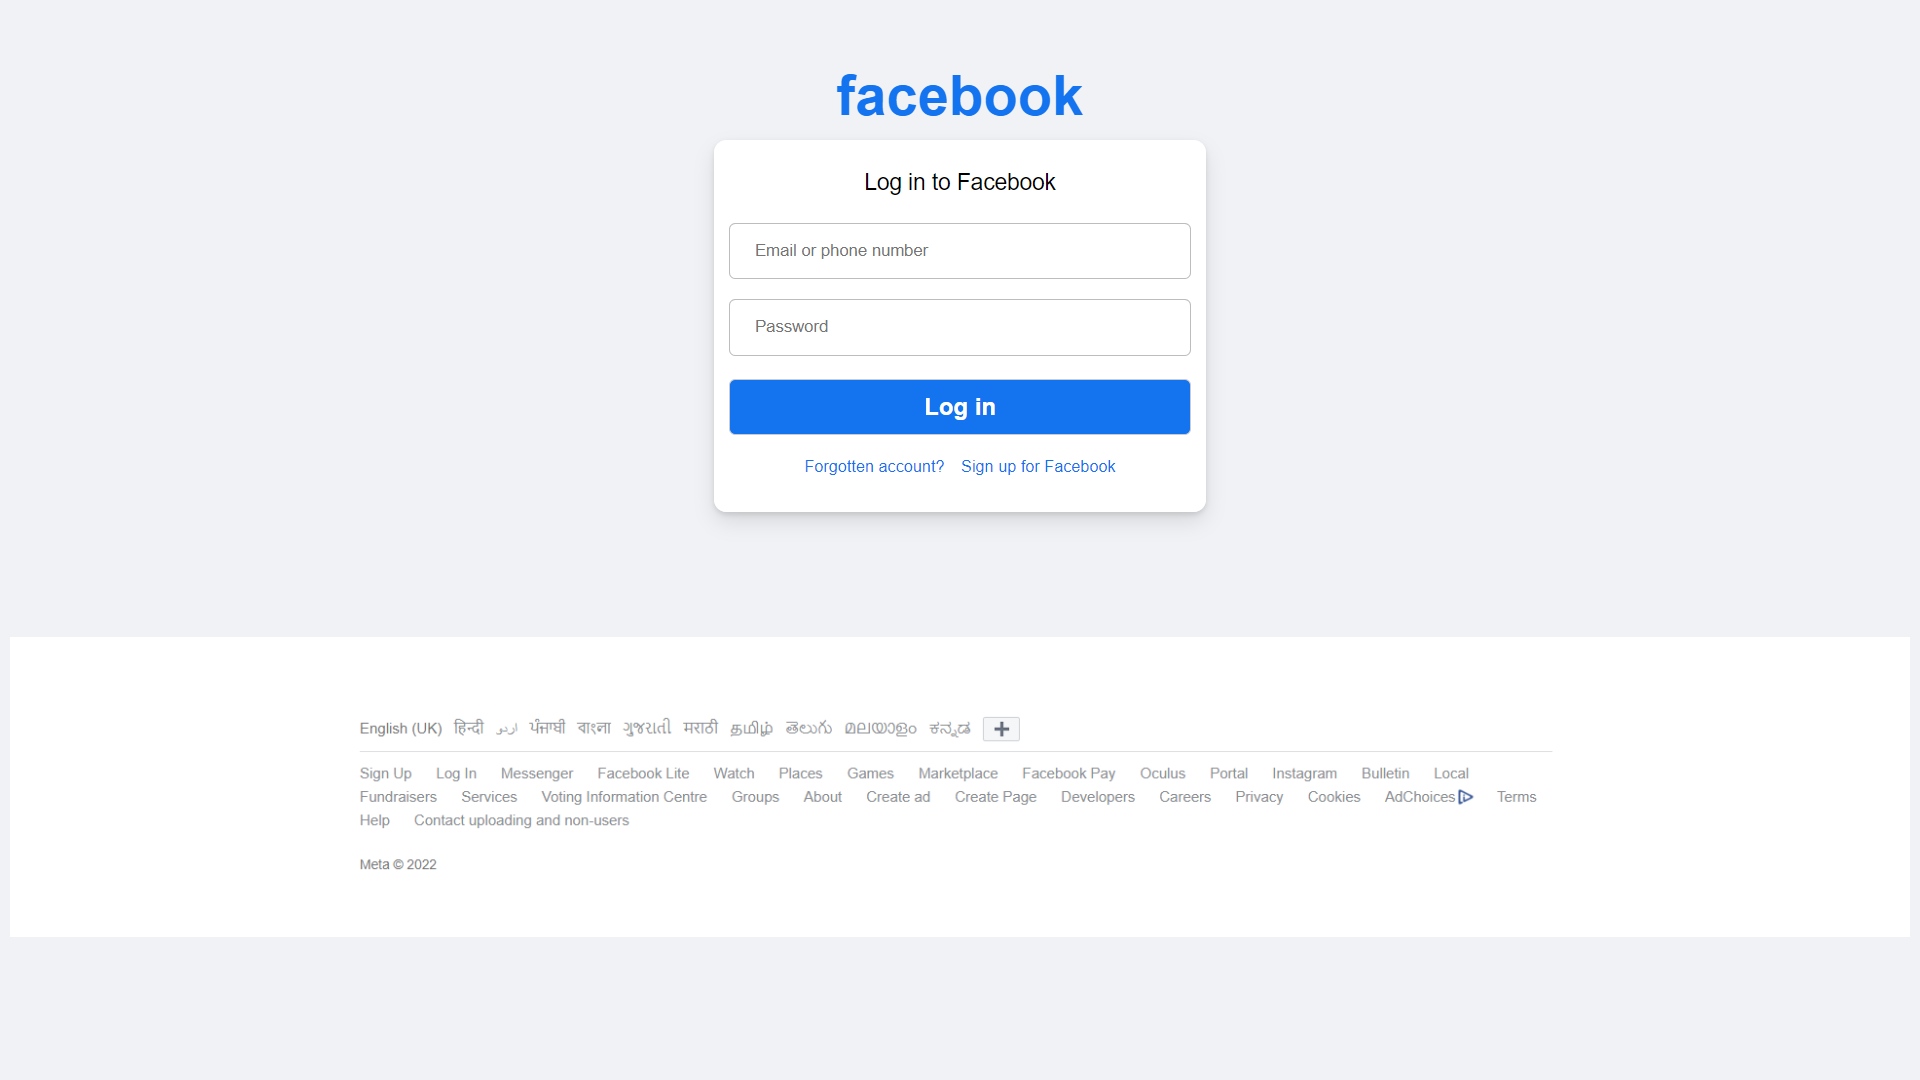 facebook
Log in to Facebook
Email or phone number
Password
Log in
Forgotten account? Sign up for Facebook
English (UK) हिन्दी اردو ਪੰਜਾਬੀ বাংলা ગુજરાતી मराठी தமிழ் తెలుగు മലയാളം ಕನ್ನಡ
Sign Up Log In Messenger Facebook Lite Watch Places Games Marketplace Facebook Pay Oculus Portal Instagram Bulletin Local
Fundraisers Services Voting Information Centre Groups About Create ad Create Page Developers Careers Privacy Cookies AdChoices Terms
Help Contact uploading and non-users
Meta © 2022